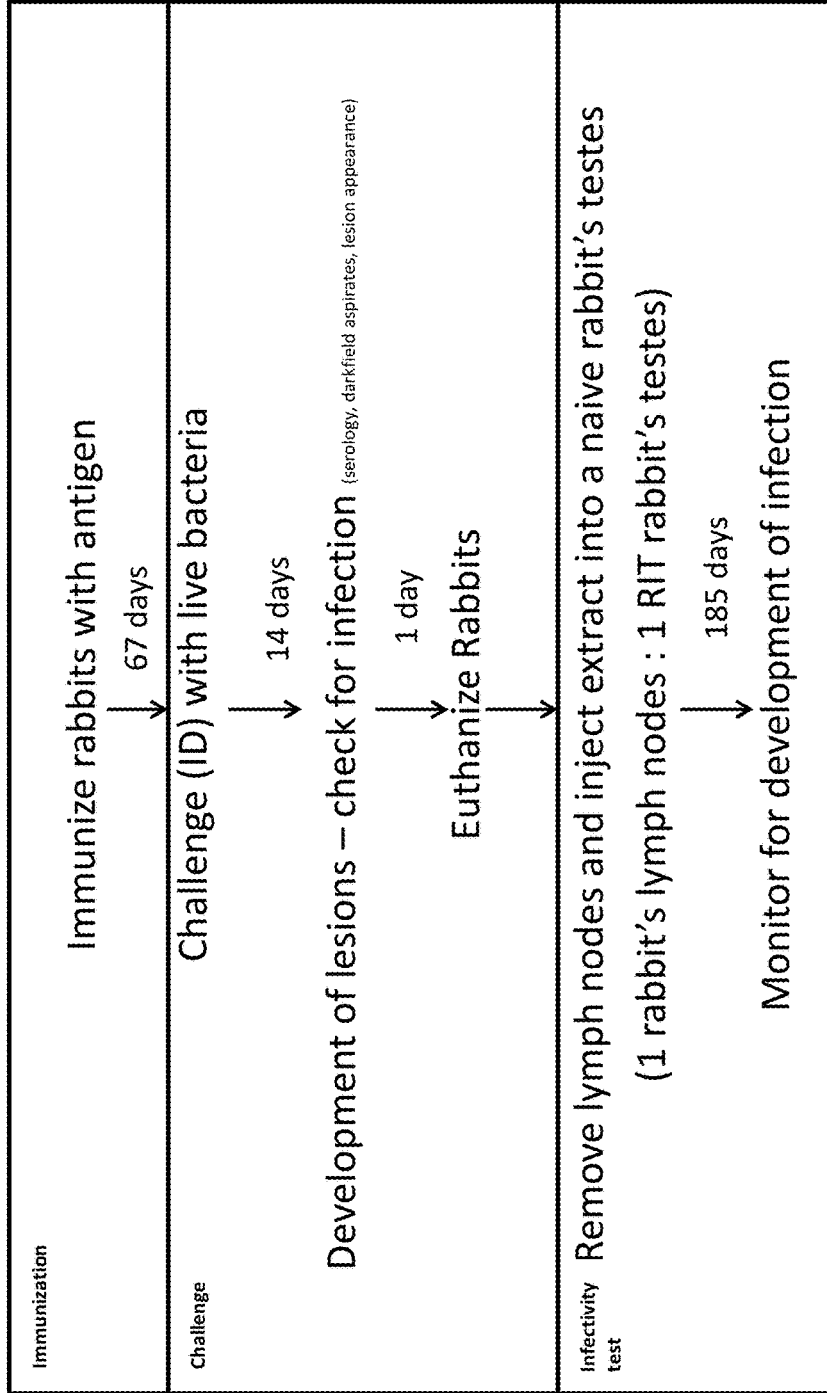 Immunization
Immunize rabbits with antigen
67 days
Challenge
Challenge (ID) with live bacteria
14 days
Development of lesions – check for infection (serology, darkfield aspirates, lesion appearance)
1 day
Euthanize Rabbits
Infectivity
test
Remove lymph nodes and inject extract into a naive rabbit's testes
(1 rabbit's lymph nodes : 1 RIT rabbit's testes)
185 days
Monitor for development of infection